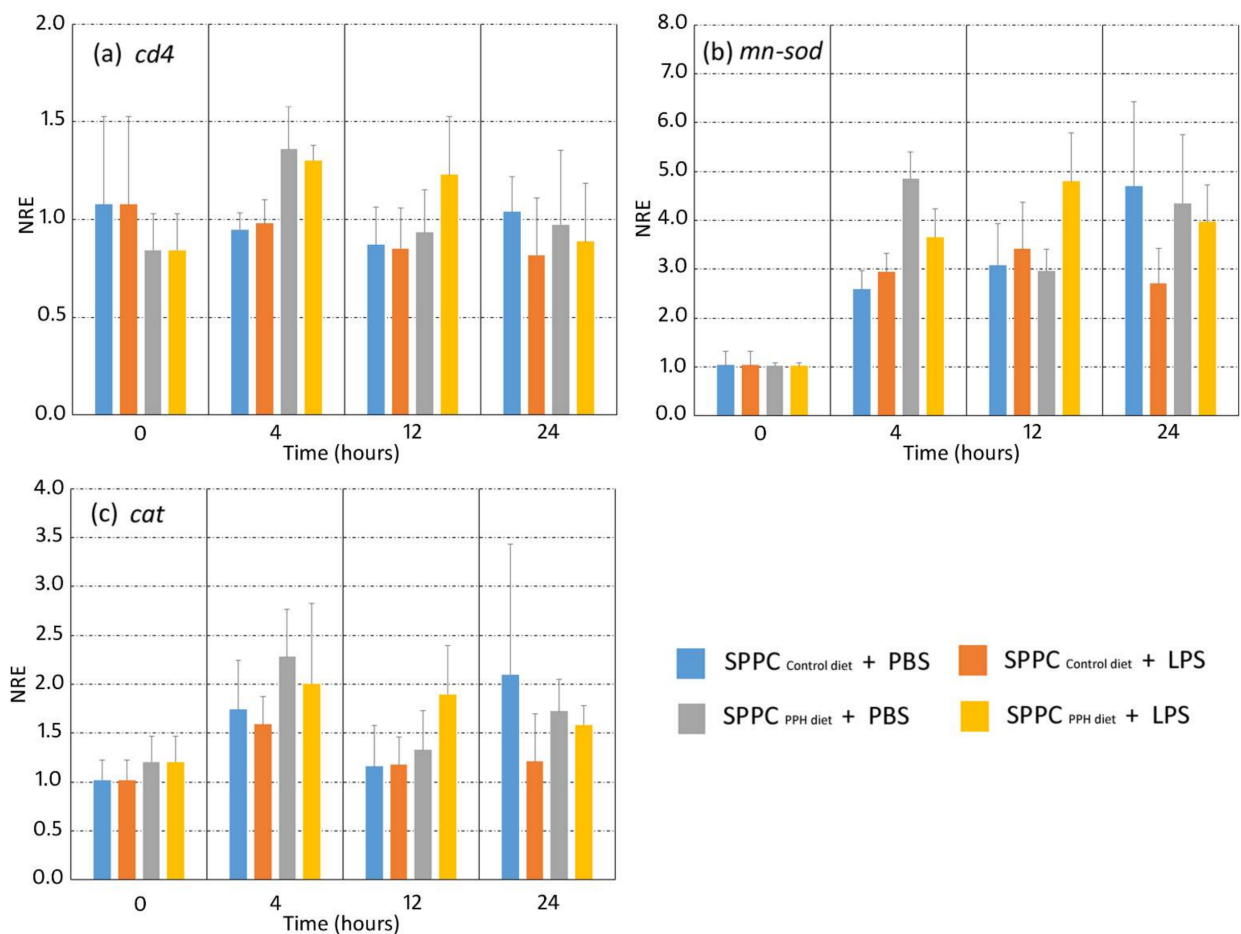 (a) cd4
2.0
1.5
1.0
0.5
0.0
NRE
0 4 12 24
Time (hours)
(b) mn-sod
8.0
7.0
6.0
5.0
4.0
3.0
2.0
1.0
0.0
NRE
0 4 12 24
Time (hours)
(c) cat
4.0
3.5
3.0
2.5
2.0
1.5
1.0
0.5
0.0
NRE
0 4 12 24
Time (hours)
SPPC Control diet + PBS
SPPC Control diet + LPS
SPPC PPH diet + PBS
SPPC PPH diet + LPS